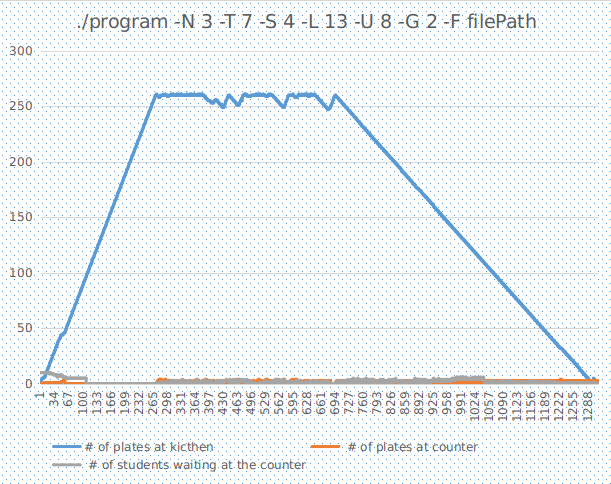 ./program -N 3 -T 7 -S 4 -L 13 -U 8 -G 2 -F filePath
300
250
200
150
100
50
0
1 34 67 100 133 166 199 232 265 298 331 364 397 430 463 496 529 562 595 628 661 694 727 760 793 826 859 892 925 958 991 1024 1057 1090 1123 1156 1189 1222 1255 1288
# of plates at kicthen # of plates at counter
# of students waiting at the counter